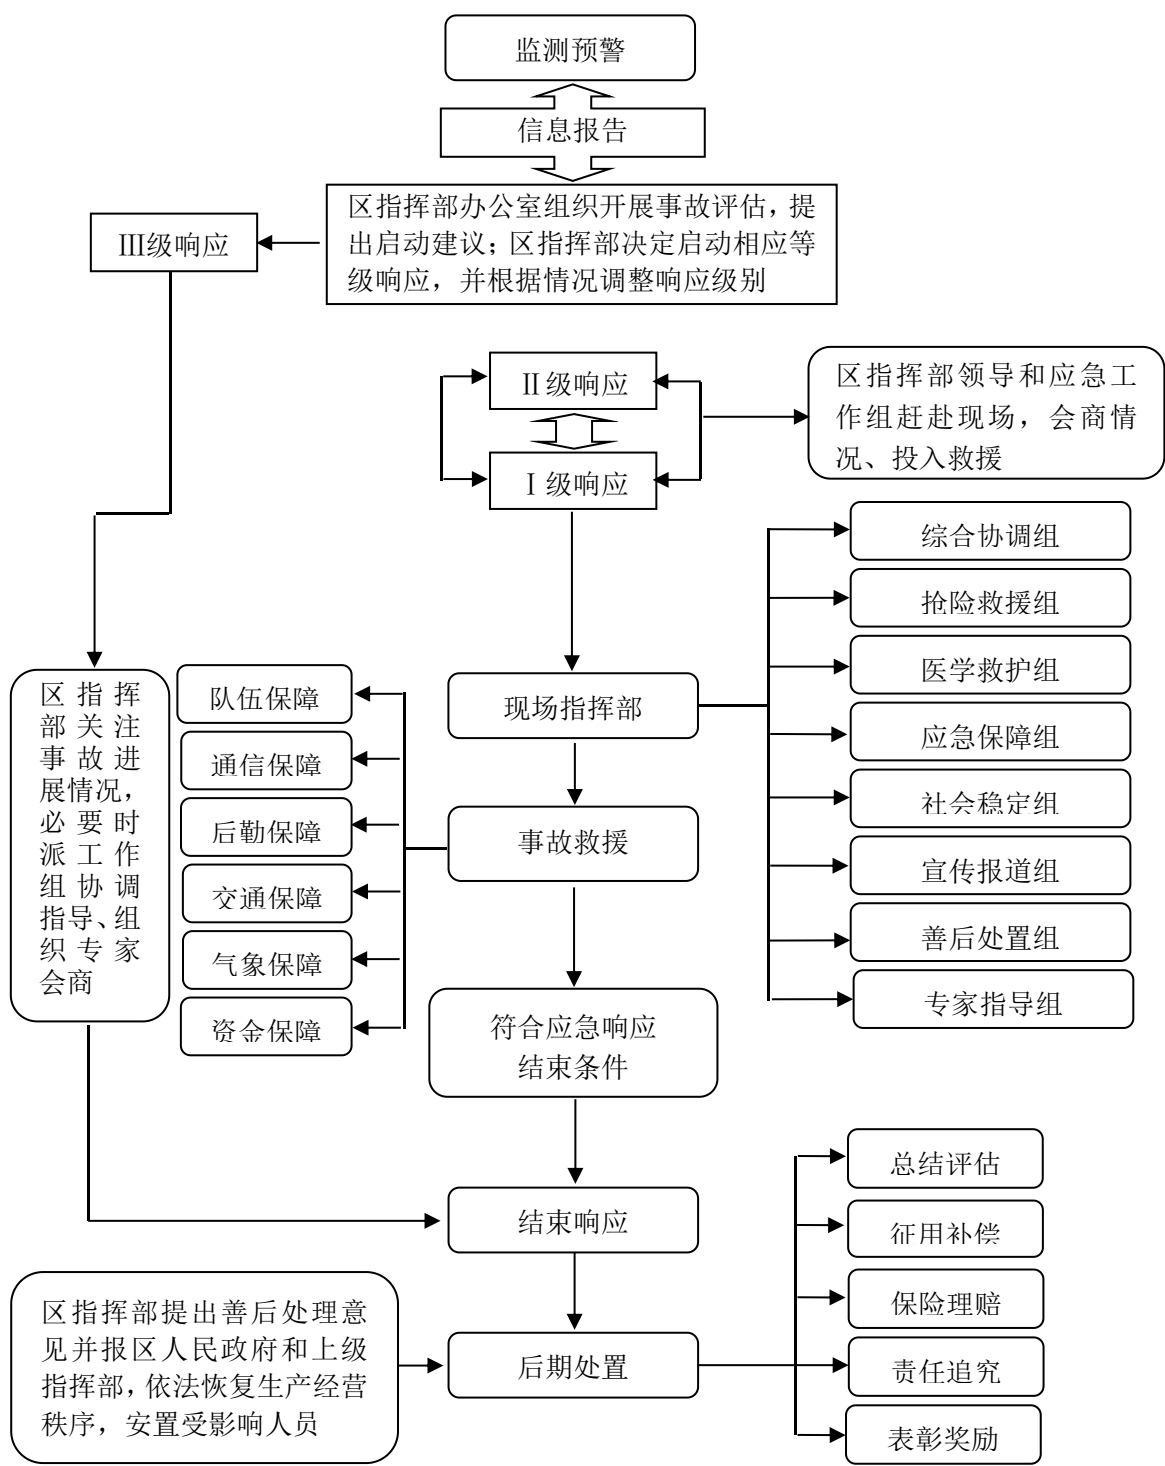 监测预警
信息报告
区指挥部办公室组织开展事故评估，提
出启动建议；区指挥部决定启动相应等
级响应，并根据情况调整响应级别
Ⅲ级响应
Ⅱ级响应
Ⅰ级响应
区指挥部领导和应急工
作组赶赴现场，会商情
况、投入救援
综合协调组
抢险救援组
医学救护组
应急保障组
社会稳定组
宣传报道组
善后处置组
专家指导组
现场指挥部
区指挥
部关注
事故进
展情况，
必要时
派工作
组协调
指导、组
织专家
会商
队伍保障
通信保障
后勤保障
交通保障
气象保障
资金保障
事故救援
符合应急响应
结束条件
结束响应
区指挥部提出善后处理意
见并报区人民政府和上级
指挥部，依法恢复生产经营
秩序，安置受影响人员
后期处置
总结评估
征用补偿
保险理赔
责任追究
表彰奖励